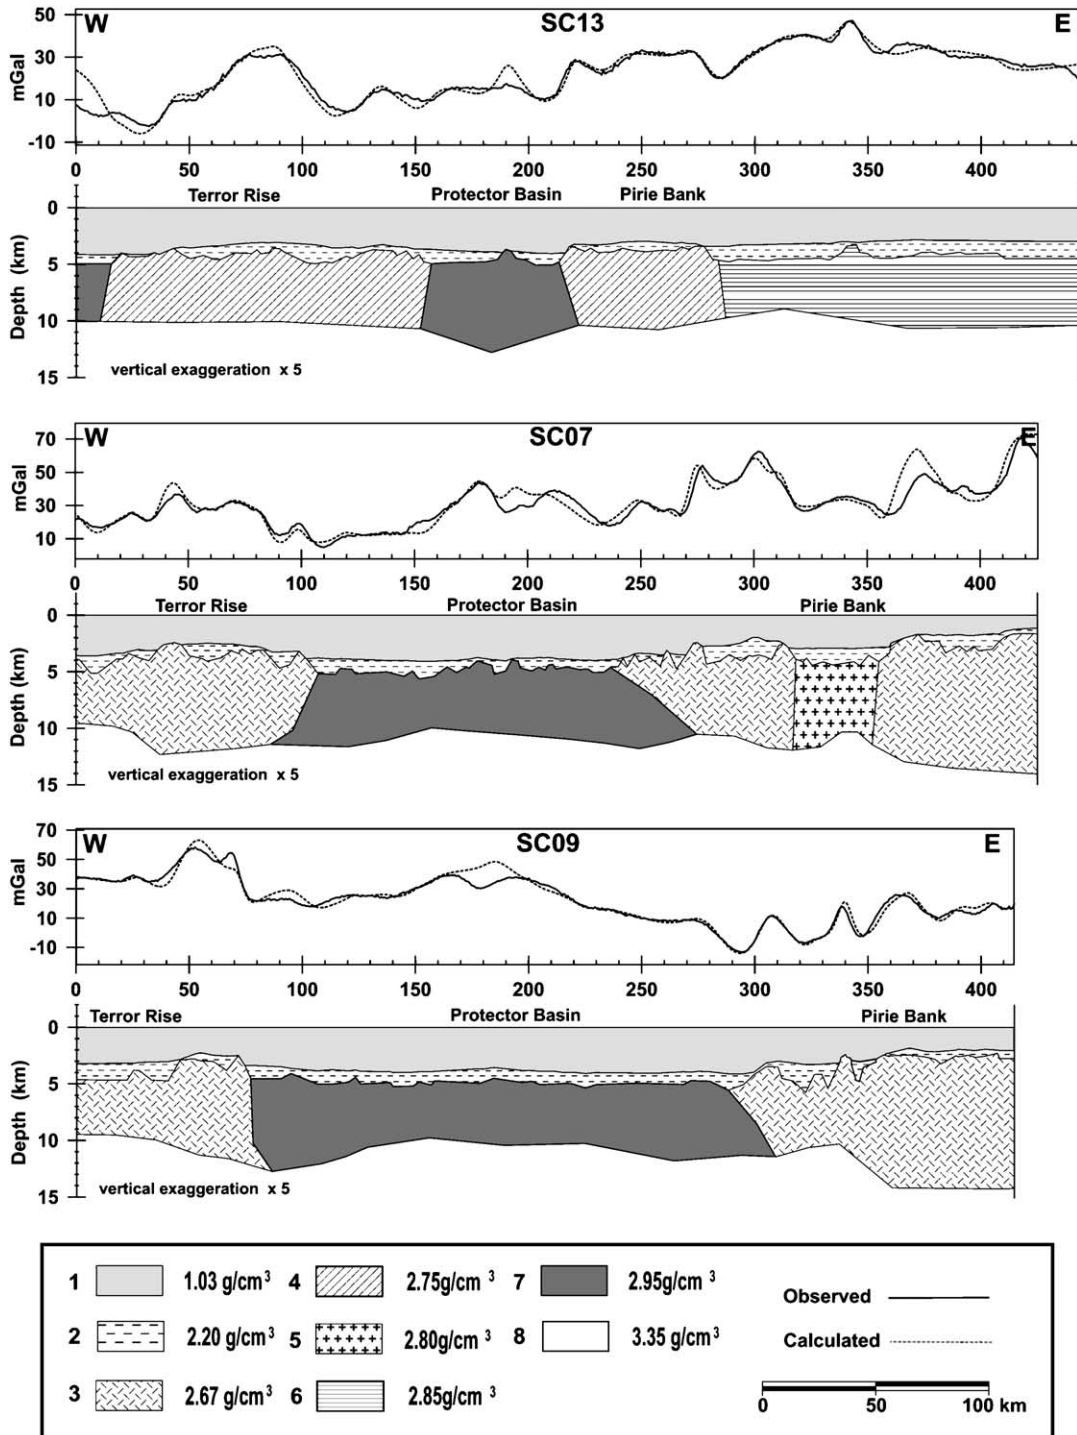 W SC13 E
mGal
50
30
10
-10
0 50 100 150 200 250 300 350 400
Terror Rise Protector Basin Pirie Bank
Depth (km)
0
5
10
15
vertical exaggeration x 5
W SC07 E
mGal
70
50
30
10
0 50 100 150 200 250 300 350 400
Terror Rise Protector Basin Pirie Bank
Depth (km)
0
5
10
15
vertical exaggeration x 5
W SC09 E
mGal
70
50
30
10
-10
0 50 100 150 200 250 300 350 400
Terror Rise Protector Basin Pirie Bank
Depth (km)
0
5
10
15
vertical exaggeration x 5
1 1.03 g/cm³ 4 2.75g/cm ³ 7 2.95g/cm ³ Observed
2 2.20 g/cm³ 5 2.80g/cm ³ 8 3.35 g/cm³ Calculated
3 2.67 g/cm³ 6 2.85g/cm ³
0 50 100 km